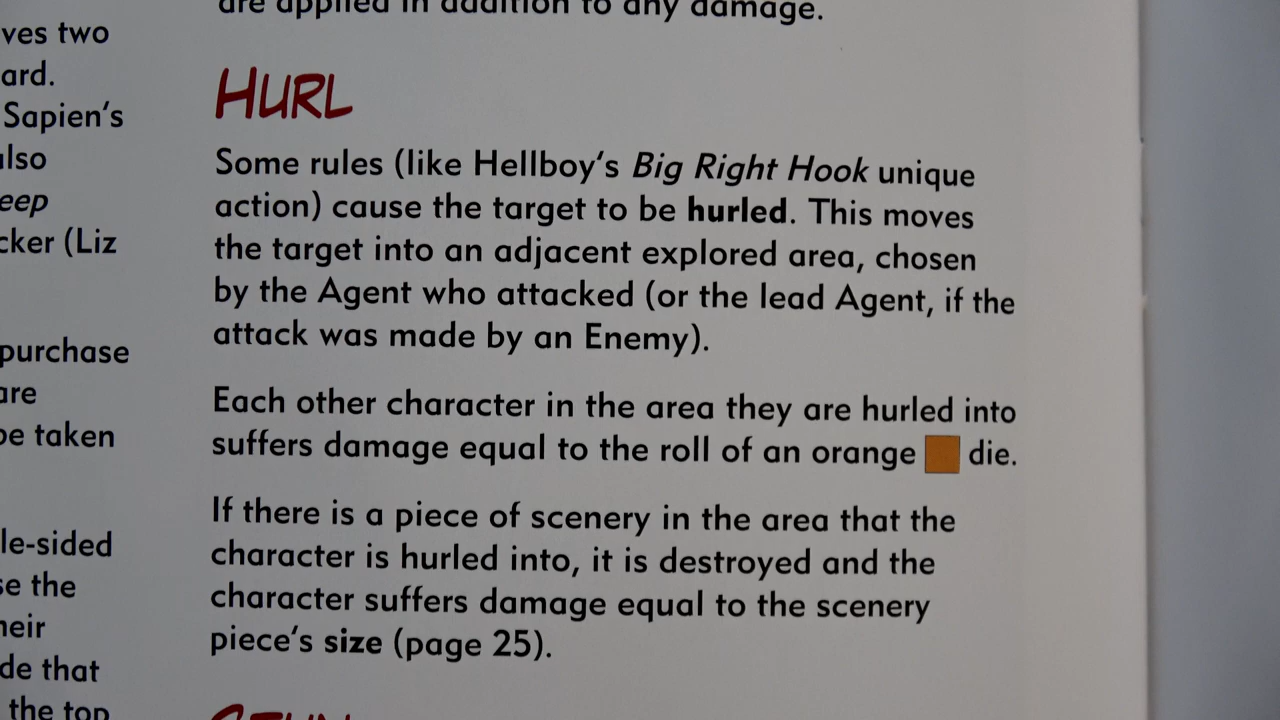 ves two
ard.
Sapien's
also
eep
cker (Liz
purchase
are
be taken
le-sided
se the
heir
de that
the top
are applied in addition to any damage.
HURL
Some rules (like Hellboy's Big Right Hook unique
action) cause the target to be hurled. This moves
the target into an adjacent explored area, chosen
by the Agent who attacked (or the lead Agent, if the
attack was made by an Enemy).
Each other character in the area they are hurled into
suffers damage equal to the roll of an orange die.
If there is a piece of scenery in the area that the
character is hurled into, it is destroyed and the
character suffers damage equal to the scenery
piece's size (page 25).